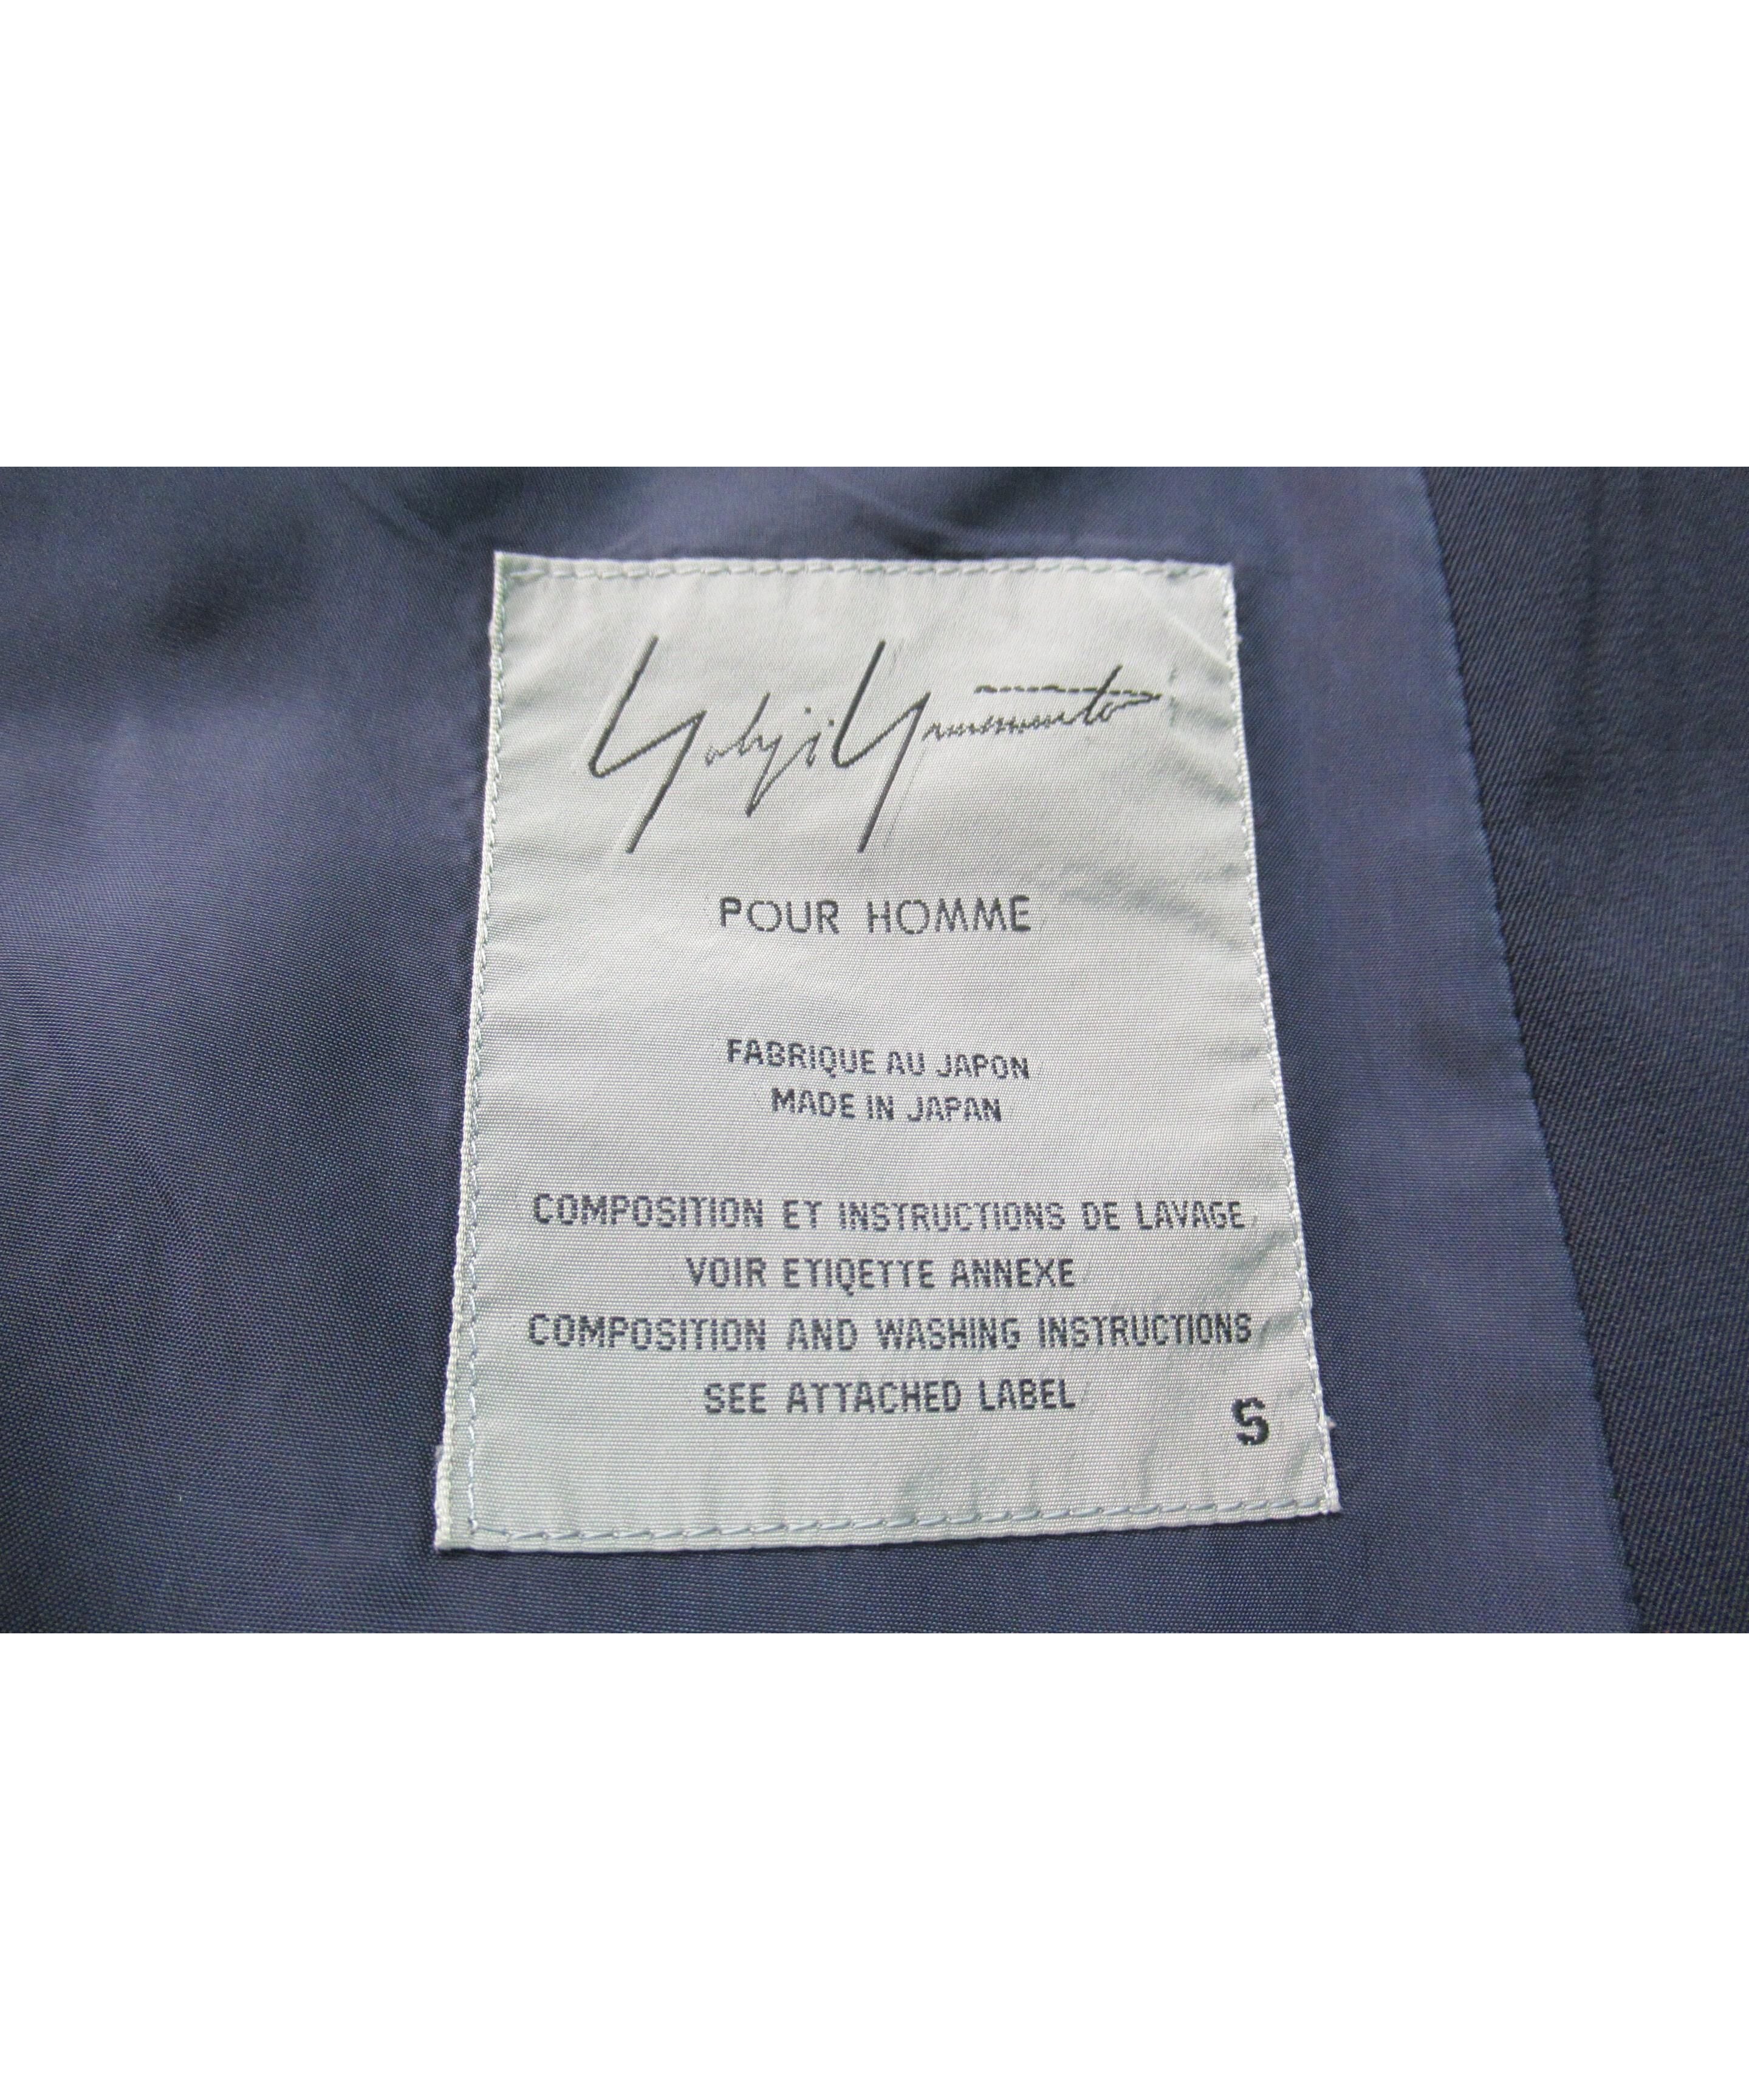 Yohji Yamamoto
POUR HOMME
FABRIQUE AU JAPON
MADE IN JAPAN
COMPOSITION ET INSTRUCTIONS DE LAVAGE
VOIR ETIQETTE ANNEXE
COMPOSITION AND WASHING INSTRUCTIONS
SEE ATTACHED LABEL
S